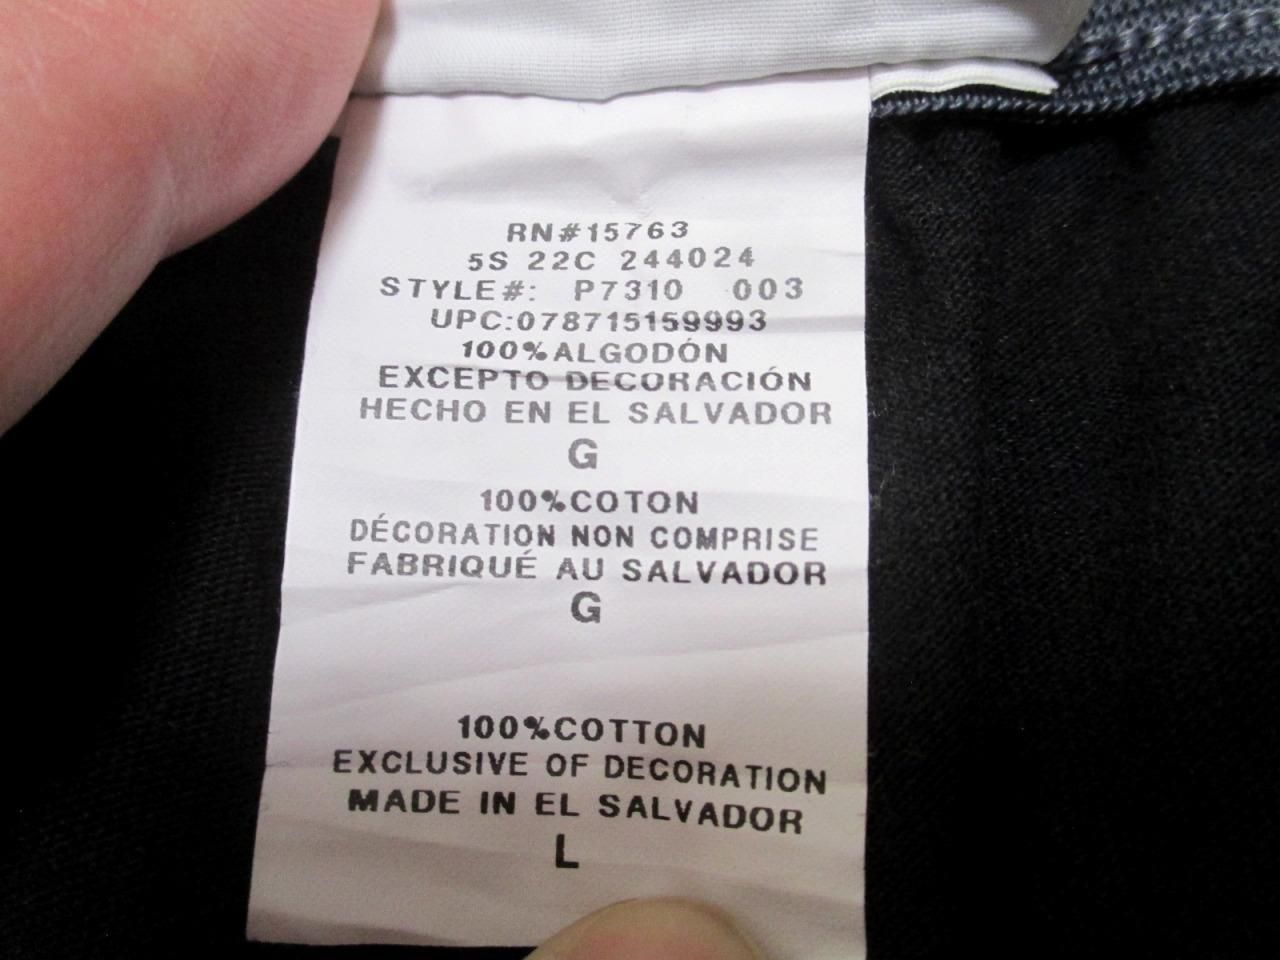 RN#15763
5S 22C 244024
STYLE#: P7310 003
UPC:078715159993
100%ALGODÓN
EXCEPTO DECORACIÓN
HECHO EN EL SALVADOR
G
100%COTON
DÉCORATION NON COMPRISE
FABRIQUÉ AU SALVADOR
G
100%COTTON
EXCLUSIVE OF DECORATION
MADE IN EL SALVADOR
L